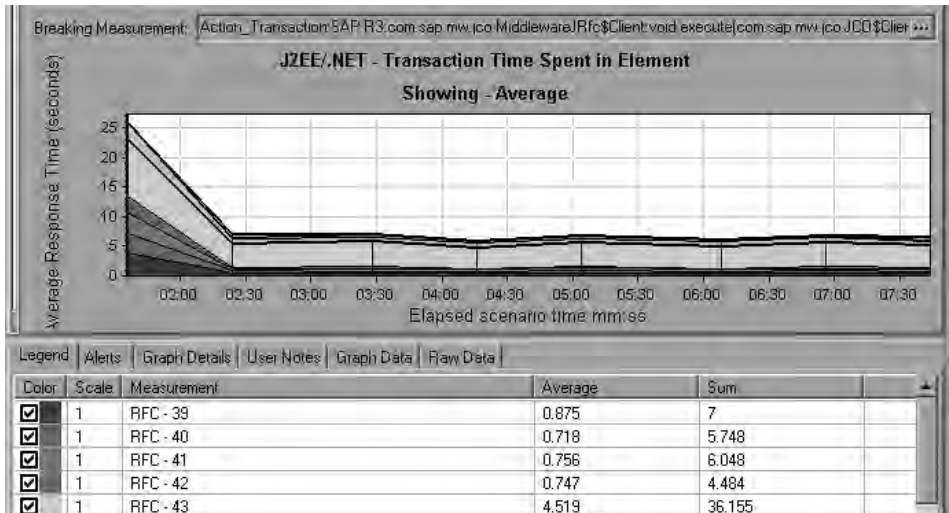 Breaking Measurement: Action_Transaction:SAP R3:com.sap.mw.jco.MiddlewareJRfc$Client:void execute(com.sap.mw.jco.JCO$Clier ...
J2EE/.NET - Transaction Time Spent in Element
Showing - Average
Average Response Time (seconds)
25
20
15
10
5
0
02:00 02:30 03:00 03:30 04:00 04:30 05:00 05:30 06:00 06:30 07:00 07:30
Elapsed scenario time mm:ss
Legend Alerts Graph Details User Notes Graph Data Raw Data
Color Scale Measurement Average Sum
1 RFC - 39 0.875 7
1 RFC - 40 0.718 5.748
1 RFC - 41 0.756 6.048
1 RFC - 42 0.747 4.484
1 RFC - 43 4.519 36.155